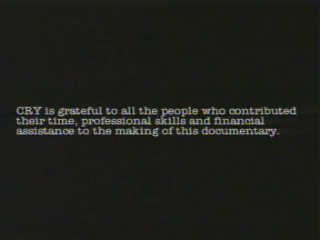 CRY is grateful to all the people who contributed
their time, professional skills and financial
assistance to the making of this documentary.